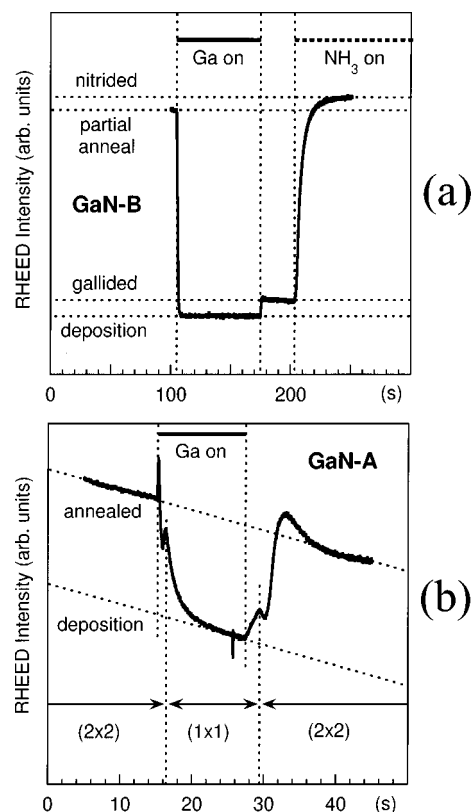 Ga on
NH3 on
nitrided
partial
anneal
GaN-B
gallided
deposition
RHEED Intensity (arb. units)
0
100
200
(s)
(a)
Ga on
GaN-A
annealed
deposition
RHEED Intensity (arb. units)
(2x2)
(1x1)
(2x2)
0
10
20
30
40
(s)
(b)